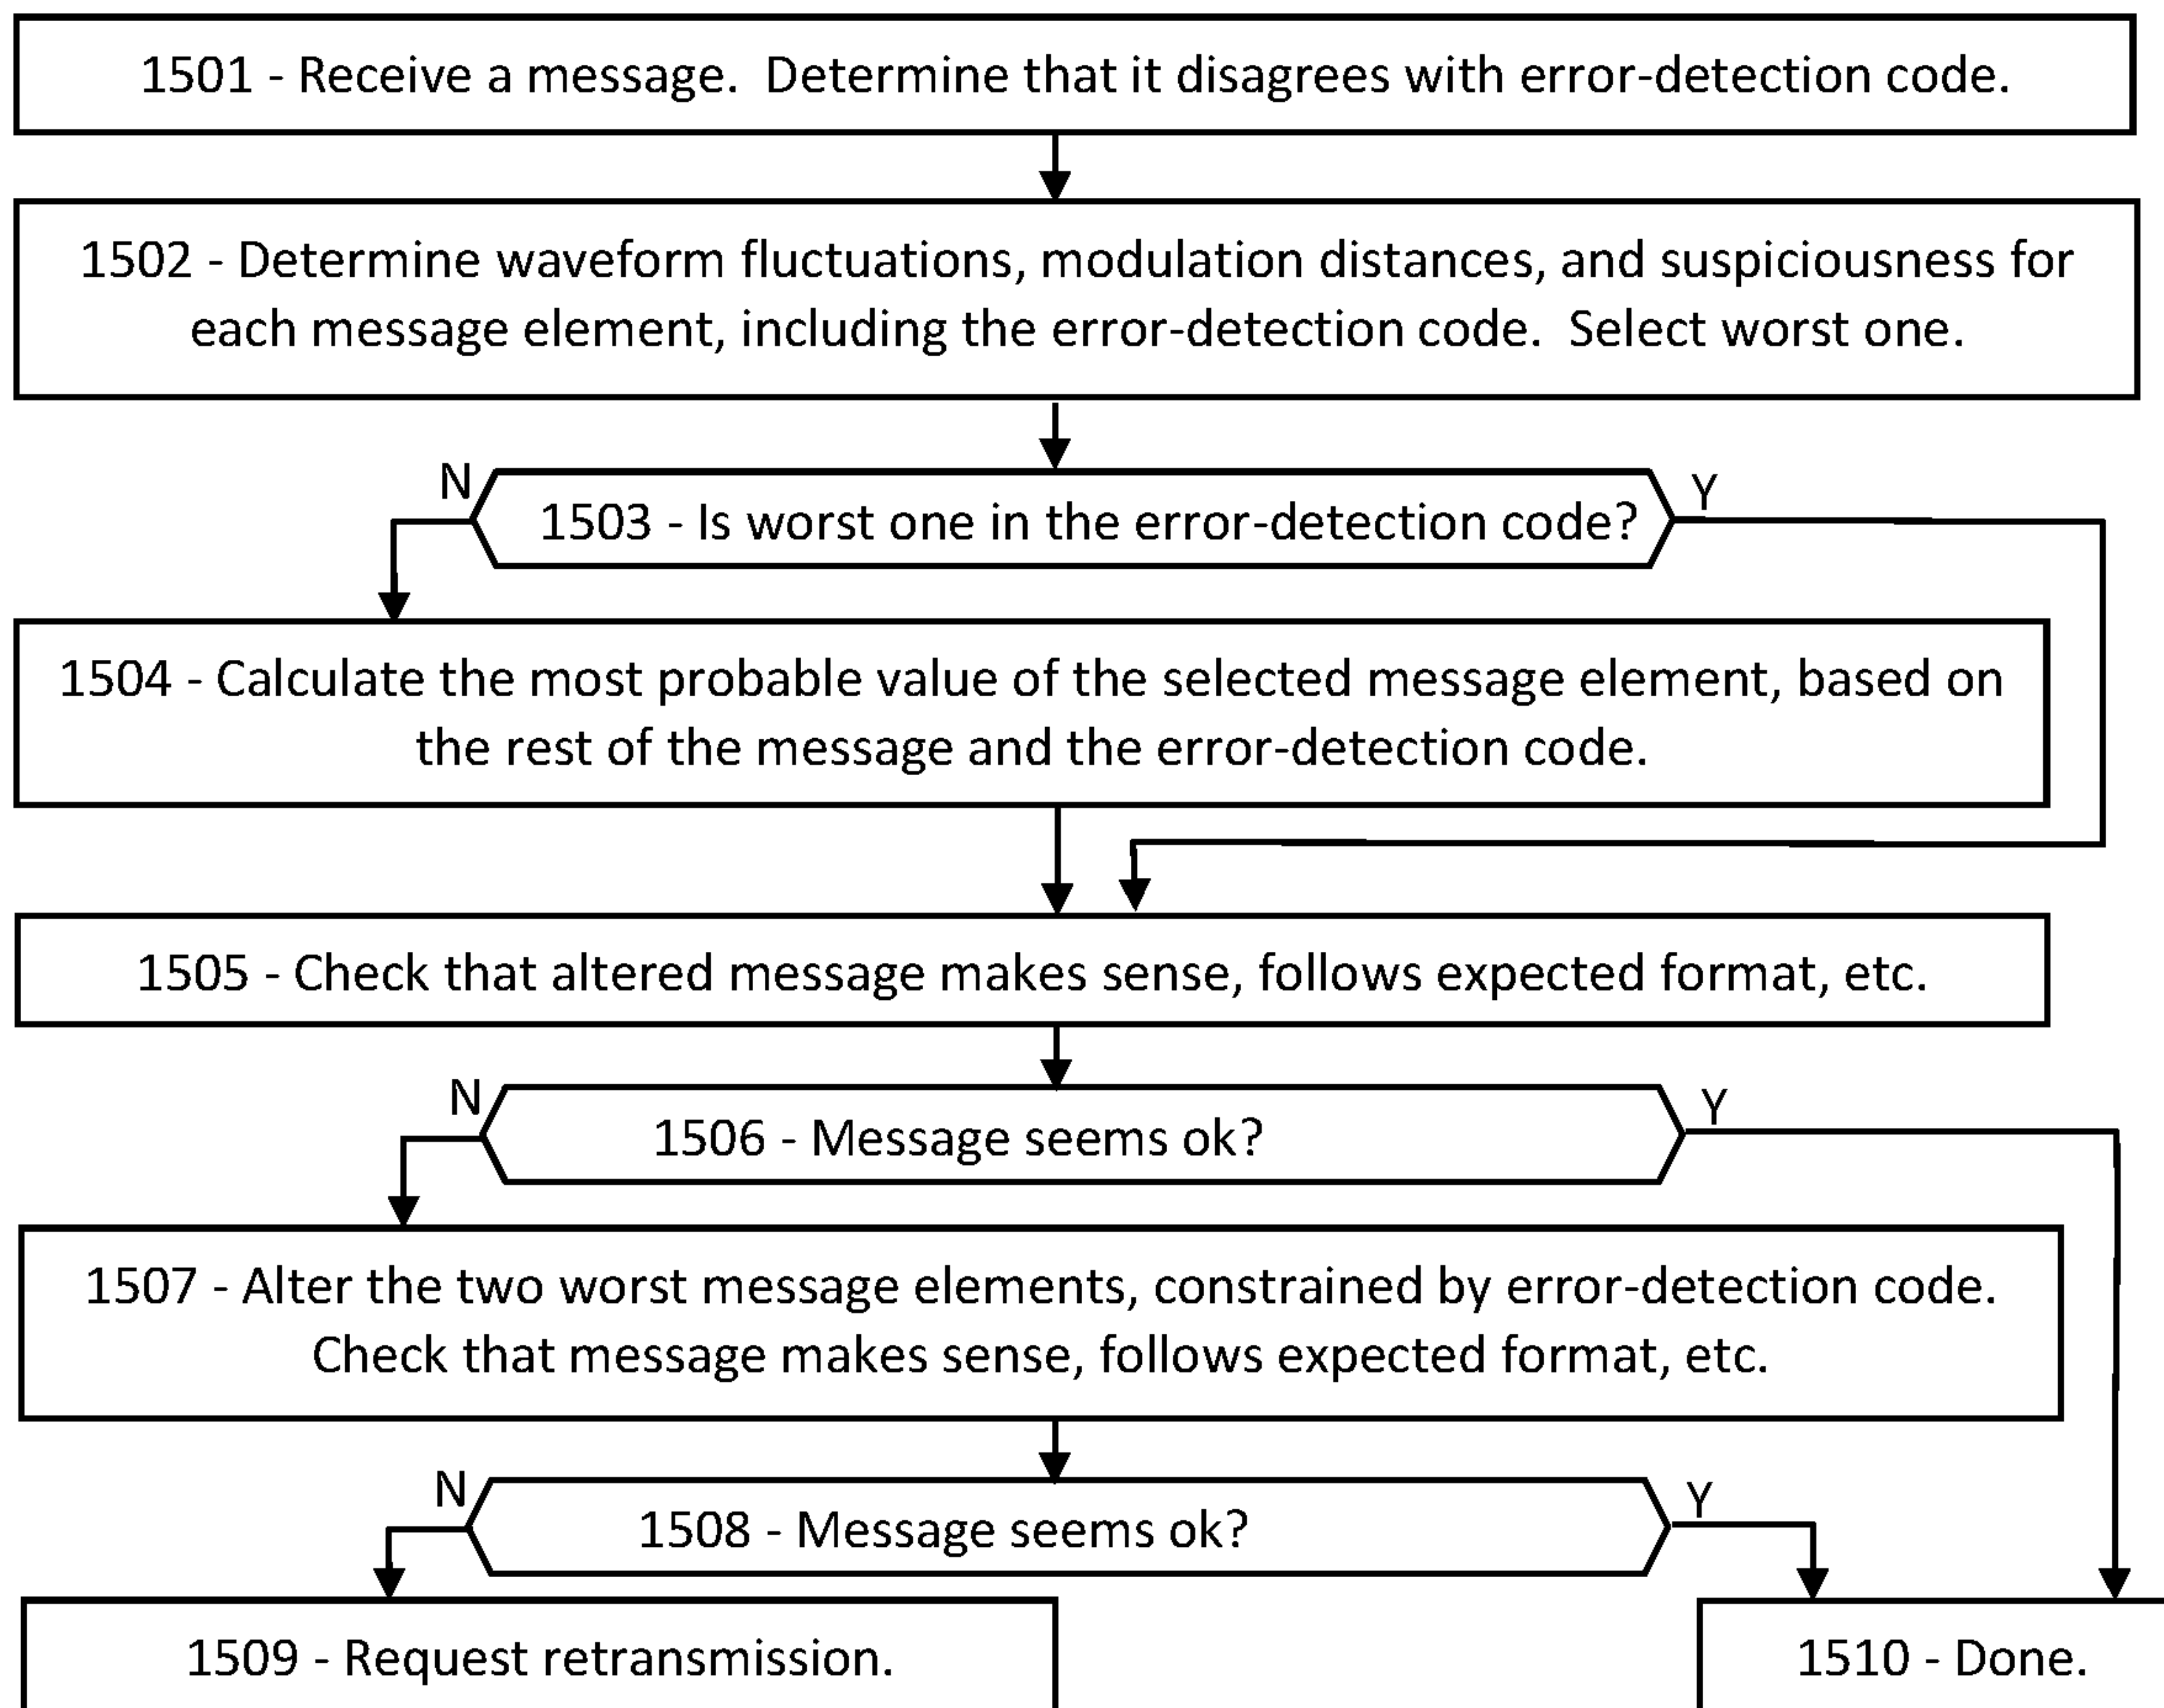 1501 - Receive a message.  Determine that it disagrees with error-detection code.
1502 - Determine waveform fluctuations, modulation distances, and suspiciousness for
each message element, including the error-detection code.  Select worst one.
N
Y
1503 - Is worst one in the error-detection code?
1504 - Calculate the most probable value of the selected message element, based on
the rest of the message and the error-detection code.
1505 - Check that altered message makes sense, follows expected format, etc.
N
Y
1506 - Message seems ok?
1507 - Alter the two worst message elements, constrained by error-detection code.
Check that message makes sense, follows expected format, etc.
N
Y
1508 - Message seems ok?
1509 - Request retransmission.
1510 - Done.